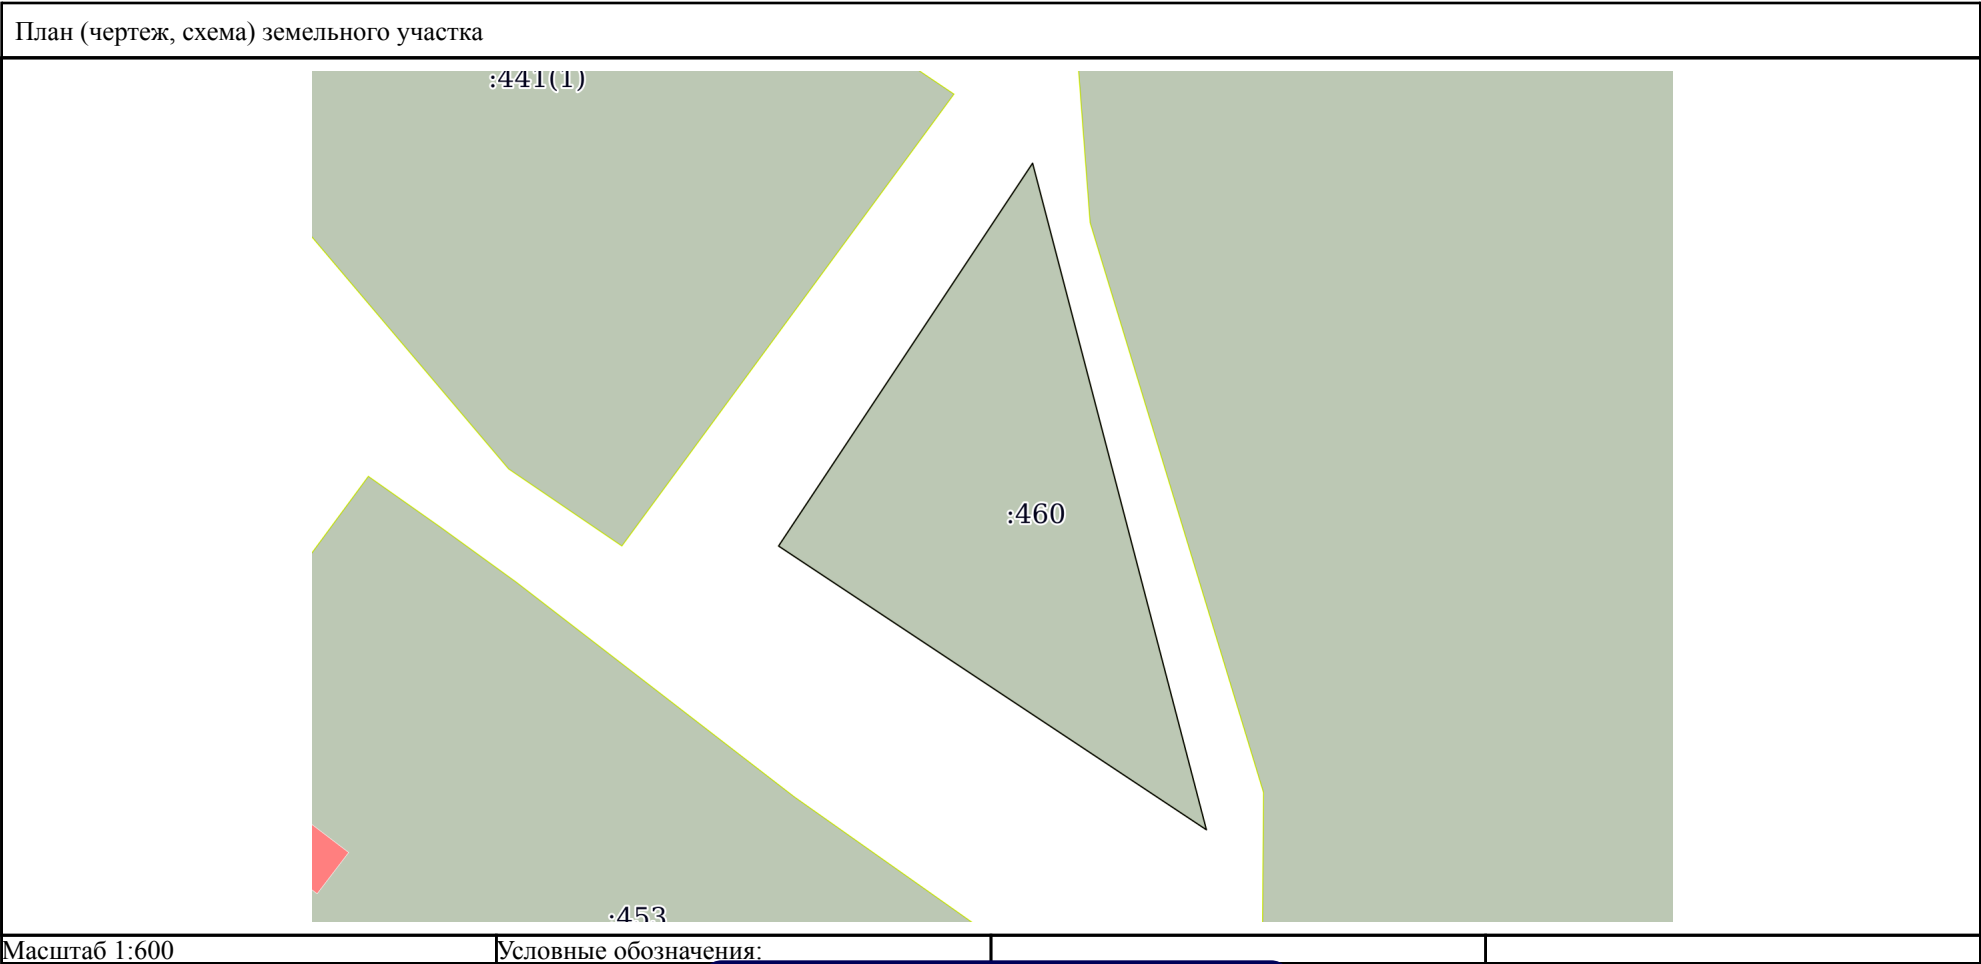 План (чертеж, схема) земельного участка
:441(1)
:460
:453
Масштаб 1:600
Условные обозначения: